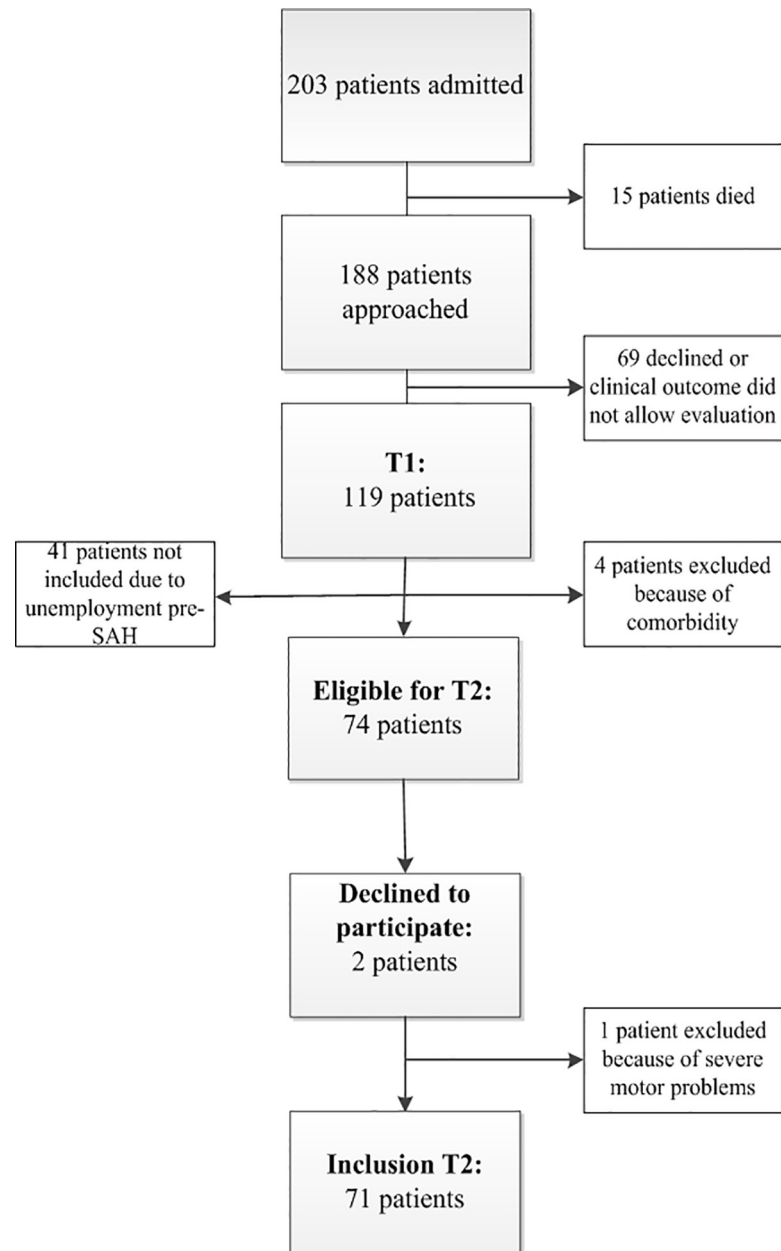 203 patients admitted
15 patients died
188 patients
approached
69 declined or
clinical outcome did
not allow evaluation
T1:
119 patients
41 patients not
included due to
unemployment pre-
SAH
4 patients excluded
because of
comorbidity
Eligible for T2:
74 patients
Declined to
participate:
2 patients
1 patient excluded
because of severe
motor problems
Inclusion T2:
71 patients